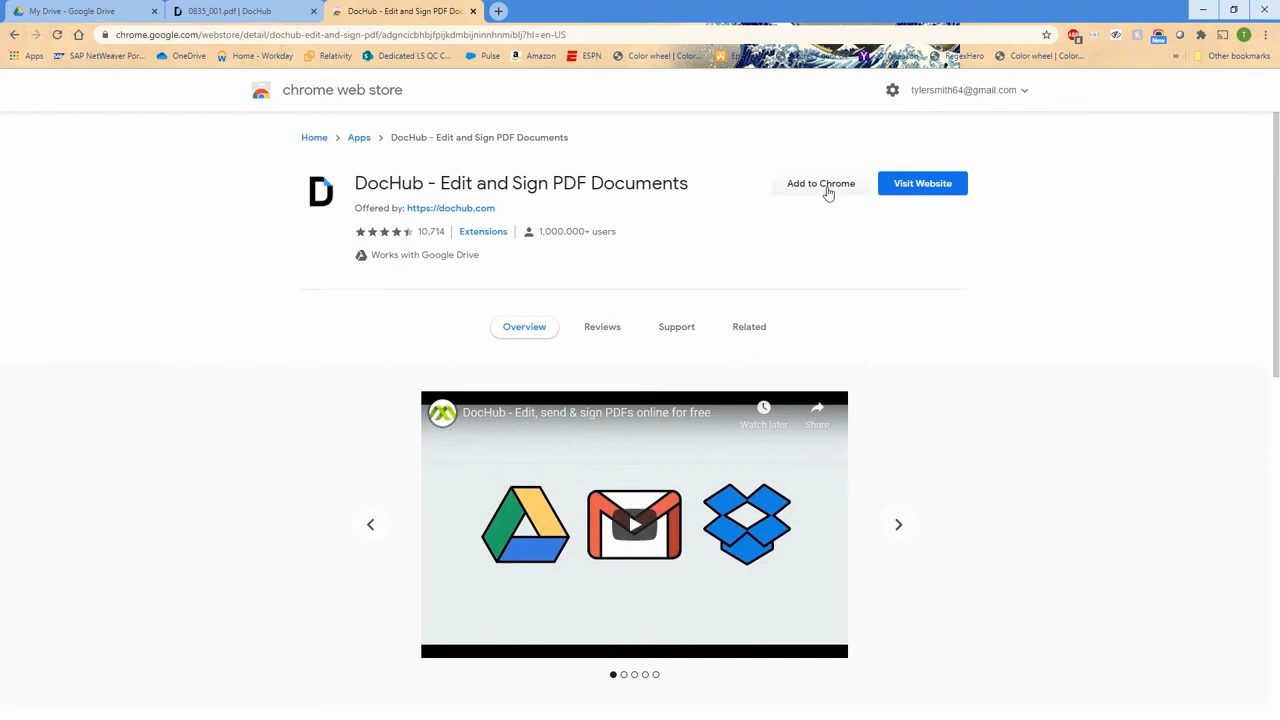 My Drive - Google Drive
0835_001.pdf | DocHub
DocHub - Edit and Sign PDF Doc
chrome.google.com/webstore/detail/dochub-edit-and-sign-pdf/adgncicbbhjbfpijkdmbijninnhnmiblj?hl=en-US
Apps
SAP NetWeaver Por...
OneDrive
Home - Workday
Relativity
Dedicated LS QC C...
Pulse
Amazon
ESPN
Color wheel | Color...
RegexHero
Color wheel | Color...
Other bookmarks
chrome web store
tylersmith64@gmail.com
Home > Apps > DocHub - Edit and Sign PDF Documents
D
DocHub - Edit and Sign PDF Documents
Add to Chrome
Visit Website
Offered by: https://dochub.com
10,714 | Extensions | 1,000,000+ users
Works with Google Drive
Overview
Reviews
Support
Related
DocHub - Edit, send & sign PDFs online for free.
Watch later
Share